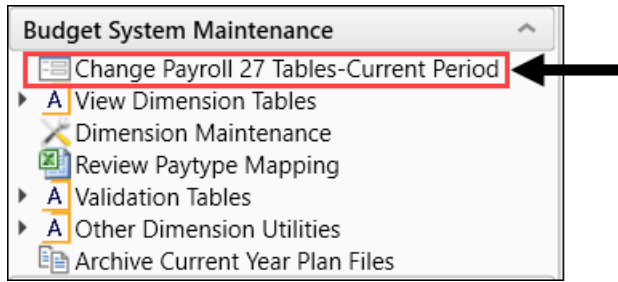 Budget System Maintenance
Change Payroll 27 Tables-Current Period
View Dimension Tables
Dimension Maintenance
Review Paytype Mapping
Validation Tables
Other Dimension Utilities
Archive Current Year Plan Files